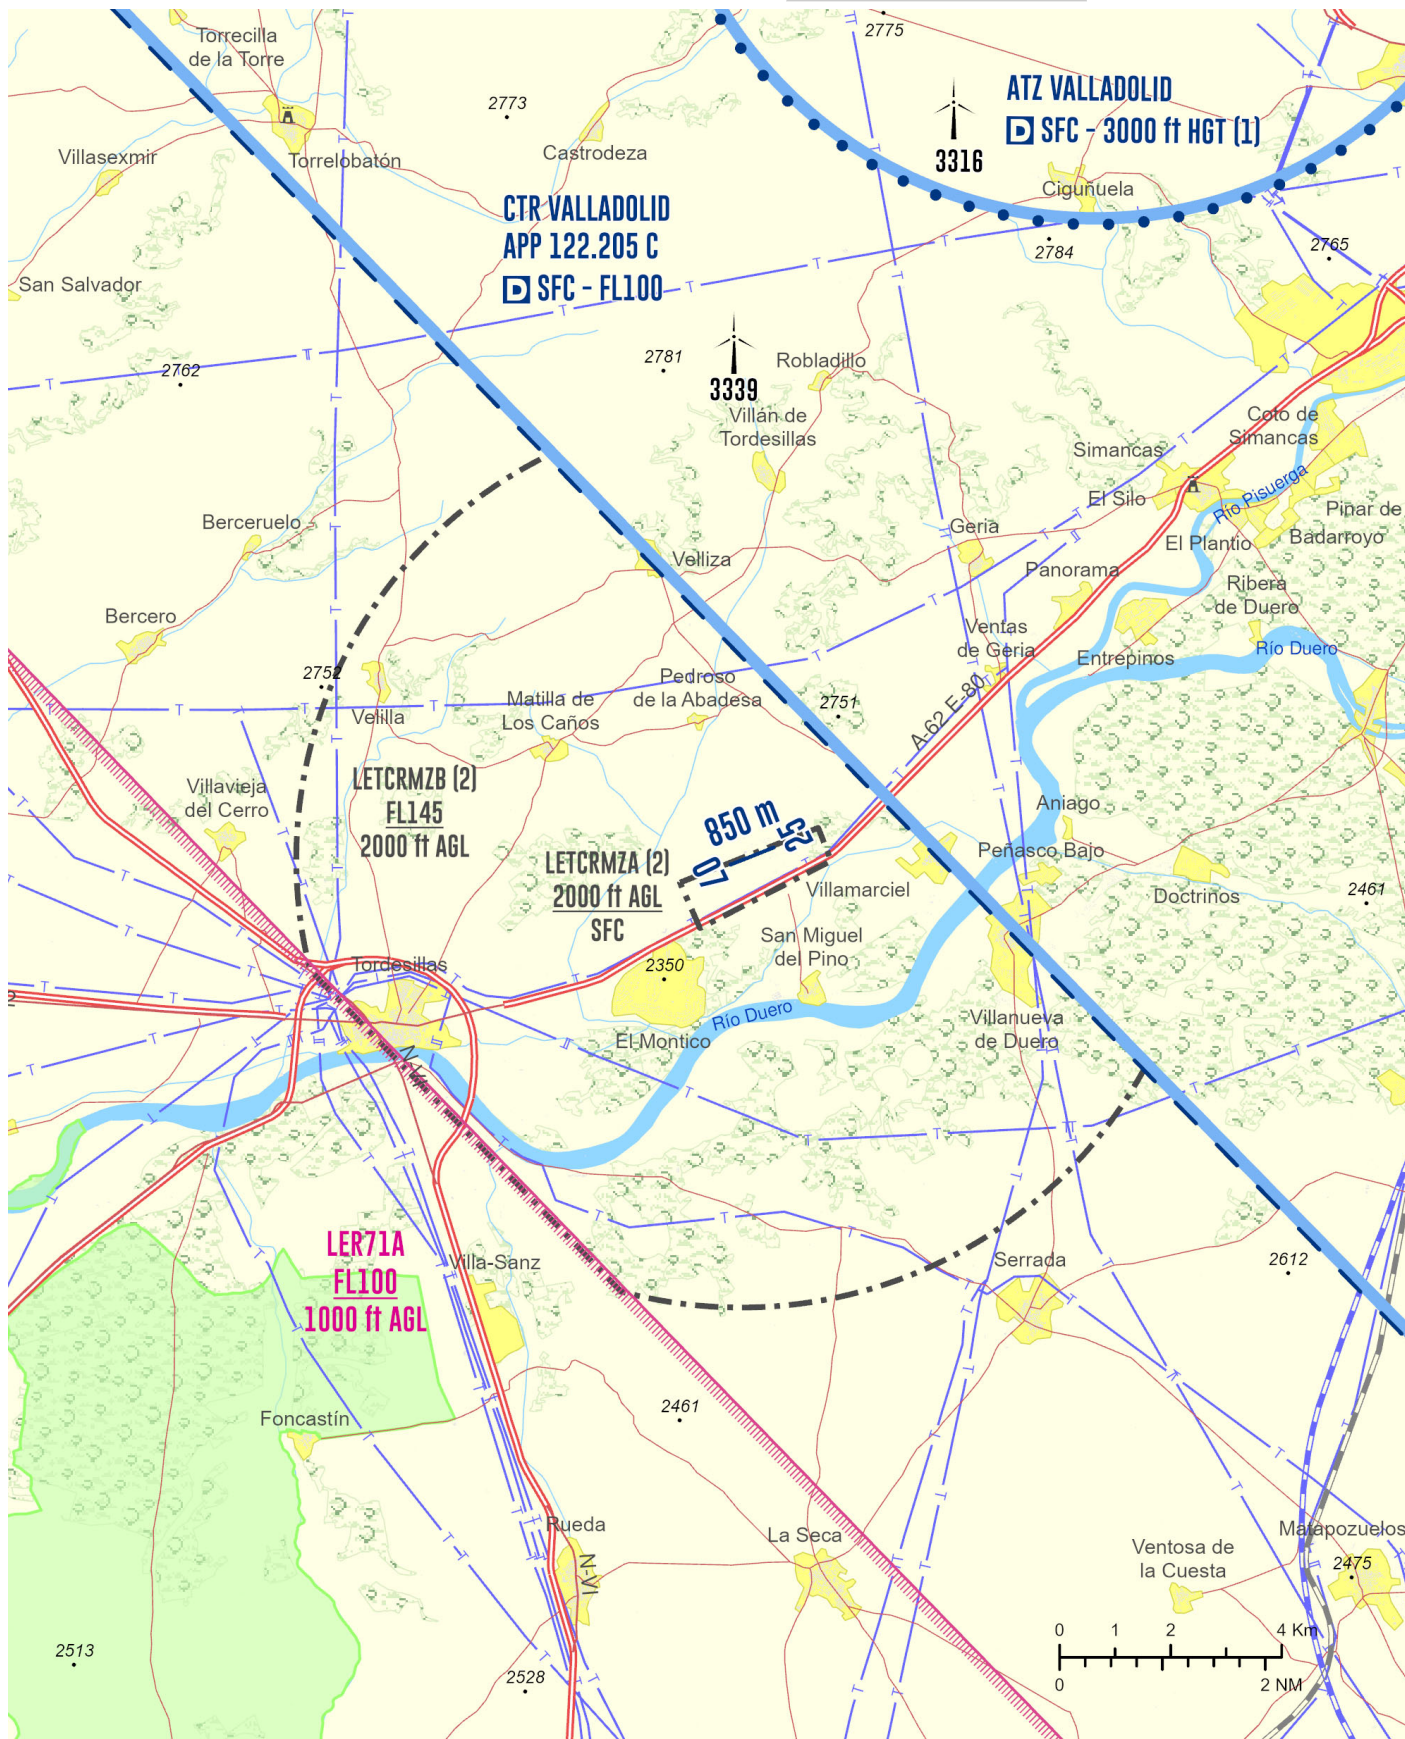 Torrecilla
de la Torre
2775
ATZ VALLADOLID
D SFC - 3000 ft HGT (1)
2773
3316
Villasexmir
Torrelobatón
Castrodeza
Ciguñuela
CTR VALLADOLID
APP 122.205 C
D SFC - FL100
2784
2765
San Salvador
2762
2781
3339
Robladillo
Villán de
Tordesillas
Coto de
Simancas
Simancas
El Silo
Río Pisuerga
Pinar de
Badarroyo
El Plantio
Berceruelo
Geria
Velliza
Panorama
Ribera
de Duero
Bercero
Ventas
de Geria
Entrepinos
Río Duero
2752
Velilla
Matilla de
Los Caños
Pedroso
de la Abadesa
2751
A-62 E-80
Villavieja
del Cerro
LETCRMZB (2)
FL145
2000 ft AGL
850 m
07
25
Aniago
Peñasco Bajo
LETCRMZA (2)
2000 ft AGL
SFC
Villamarciel
Doctrinos
2461
San Miguel
del Pino
Tordesillas
2350
El Montico
Río Duero
Villanueva
de Duero
N-VI
LER71A
FL100
1000 ft AGL
Villa-Sanz
Serrada
2612
Foncastín
2461
Rueda
N-VI
La Seca
Ventosa de
la Cuesta
Matapozuelos
2475
2513
2528
0 1 2 4 Km
0 2 NM